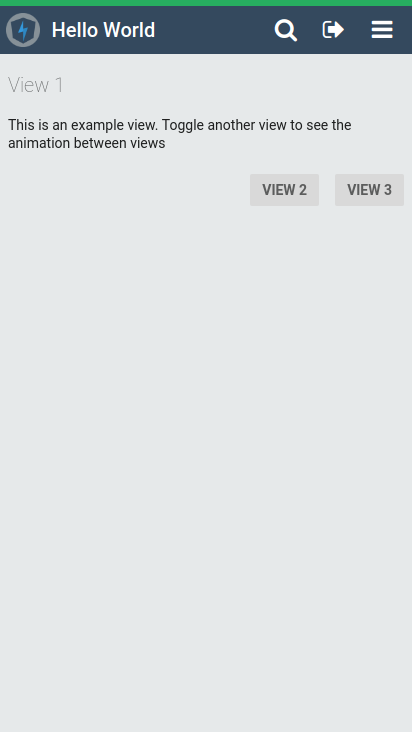 Hello World
View 1
This is an example view. Toggle another view to see the
animation between views
VIEW 2 VIEW 3